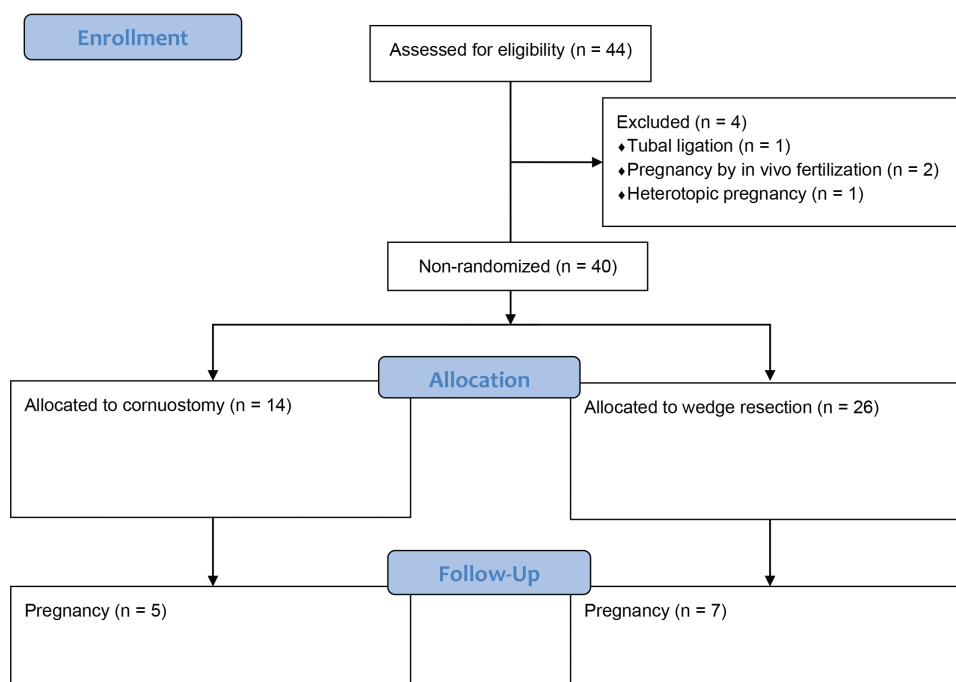 Enrollment
Assessed for eligibility (n = 44)
Excluded (n = 4)
♦Tubal ligation (n = 1)
♦Pregnancy by in vivo fertilization (n = 2)
♦Heterotopic pregnancy (n = 1)
Non-randomized (n = 40)
Allocation
Allocated to cornuostomy (n = 14)
Allocated to wedge resection (n = 26)
Follow-Up
Pregnancy (n = 5)
Pregnancy (n = 7)